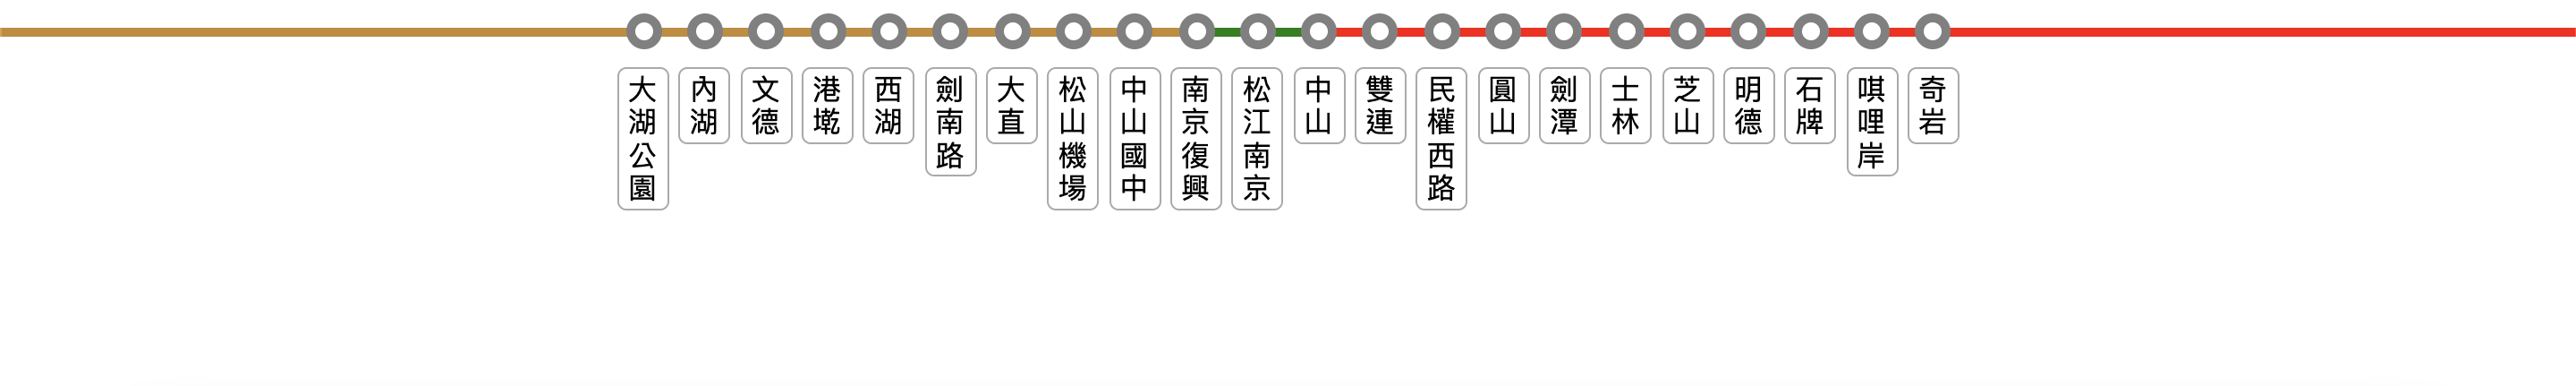 大湖公園
內湖
文德
港墘
西湖
劍南路
大直
松山機場
中山國中
南京復興
松江南京
中山
雙連
民權西路
圓山
劍潭
士林
芝山
明德
石牌
唭哩岸
奇岩